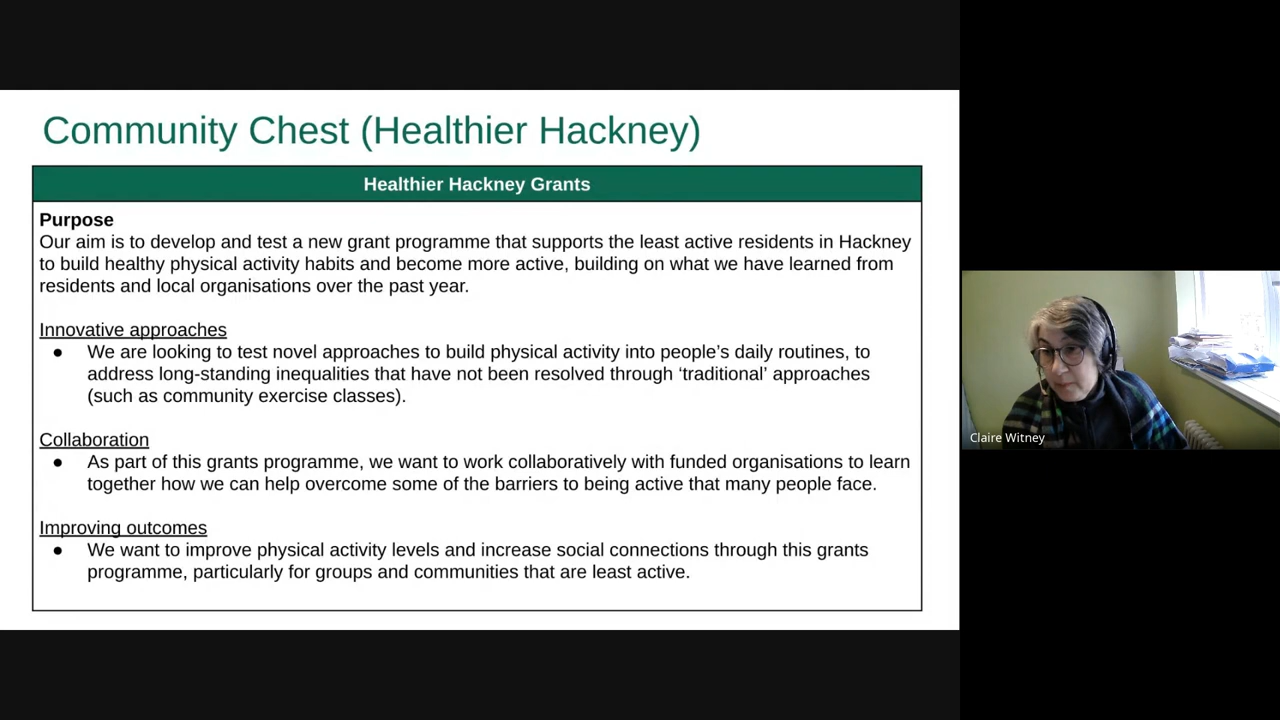 Community Chest (Healthier Hackney)
Healthier Hackney Grants
Purpose
Our aim is to develop and test a new grant programme that supports the least active residents in Hackney
to build healthy physical activity habits and become more active, building on what we have learned from
residents and local organisations over the past year.
Innovative approaches
● We are looking to test novel approaches to build physical activity into people’s daily routines, to
address long-standing inequalities that have not been resolved through ‘traditional’ approaches
(such as community exercise classes).
Collaboration
● As part of this grants programme, we want to work collaboratively with funded organisations to learn
together how we can help overcome some of the barriers to being active that many people face.
Improving outcomes
● We want to improve physical activity levels and increase social connections through this grants
programme, particularly for groups and communities that are least active.
Claire Witney